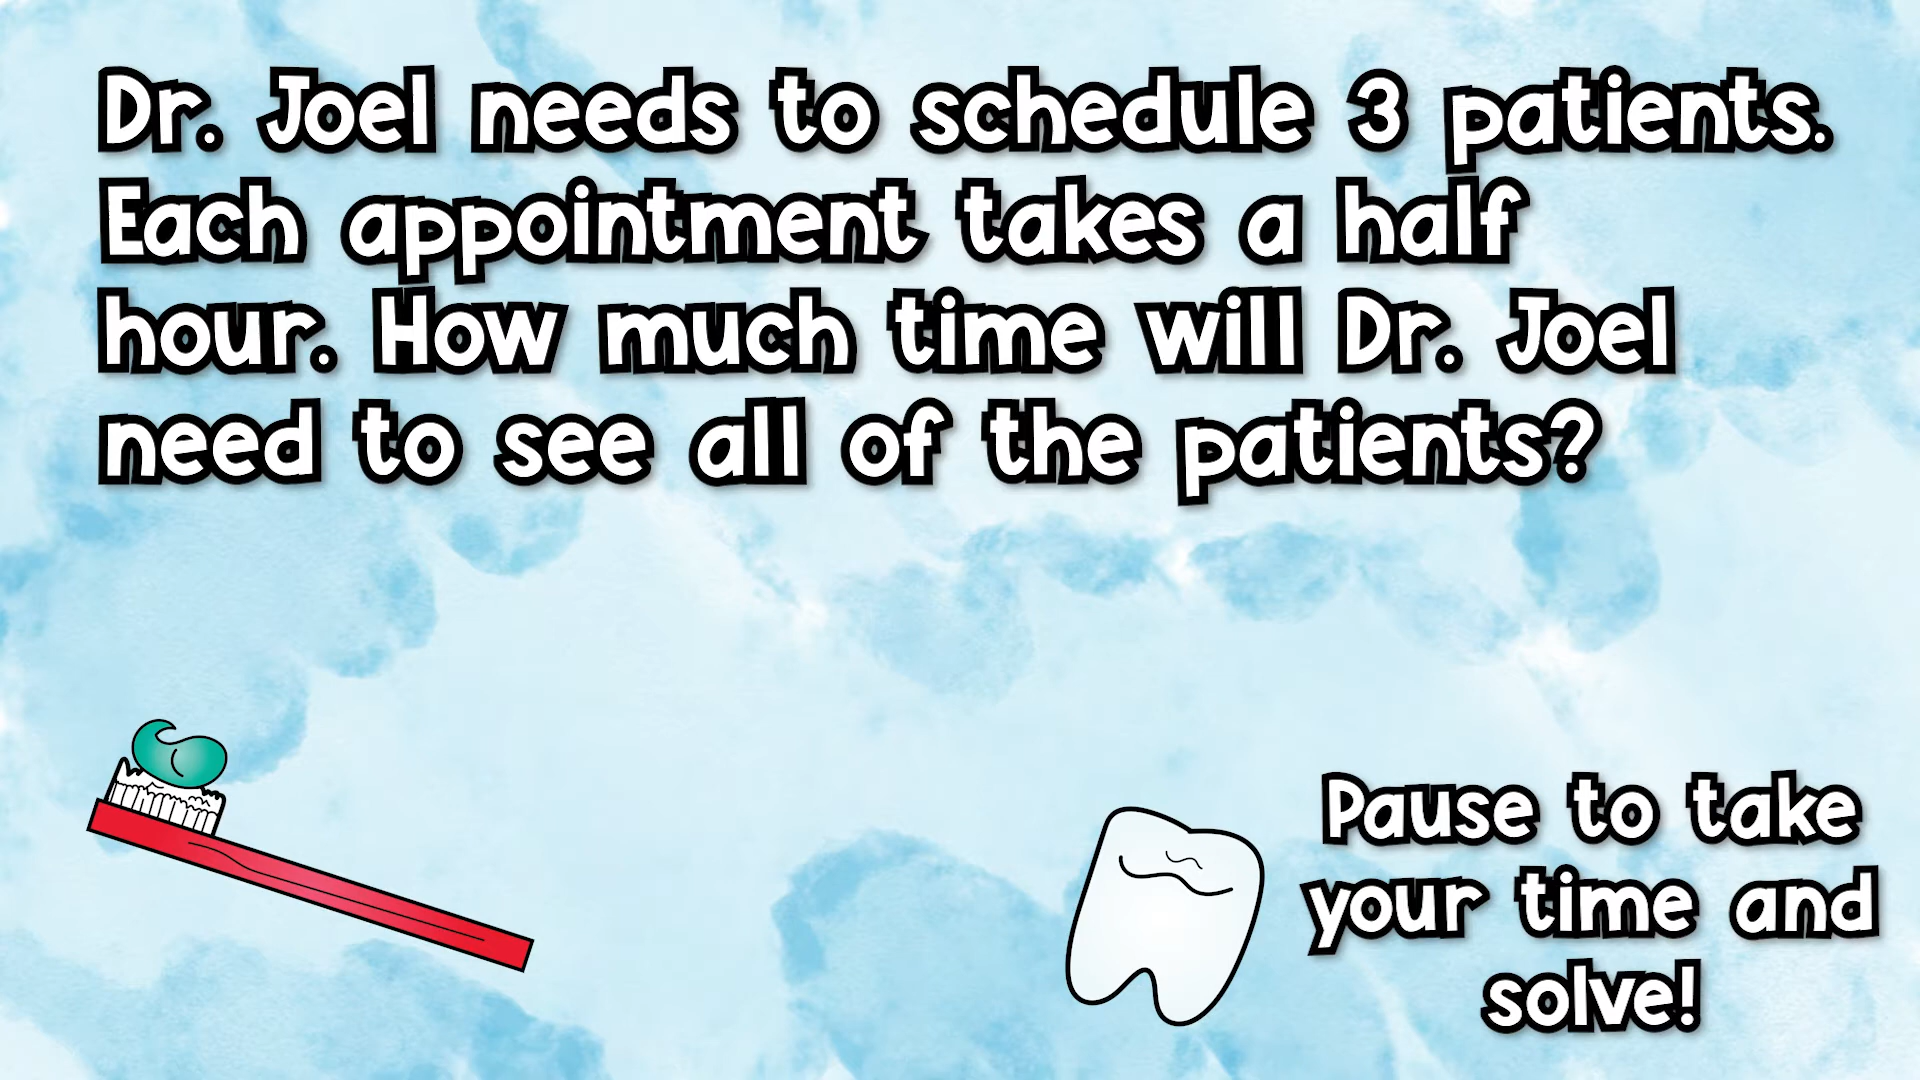 Dr. Joel needs to schedule 3 patients.
Each appointment takes a half
hour. How much time will Dr. Joel
need to see all of the patients?
Pause to take
your time and
solve!